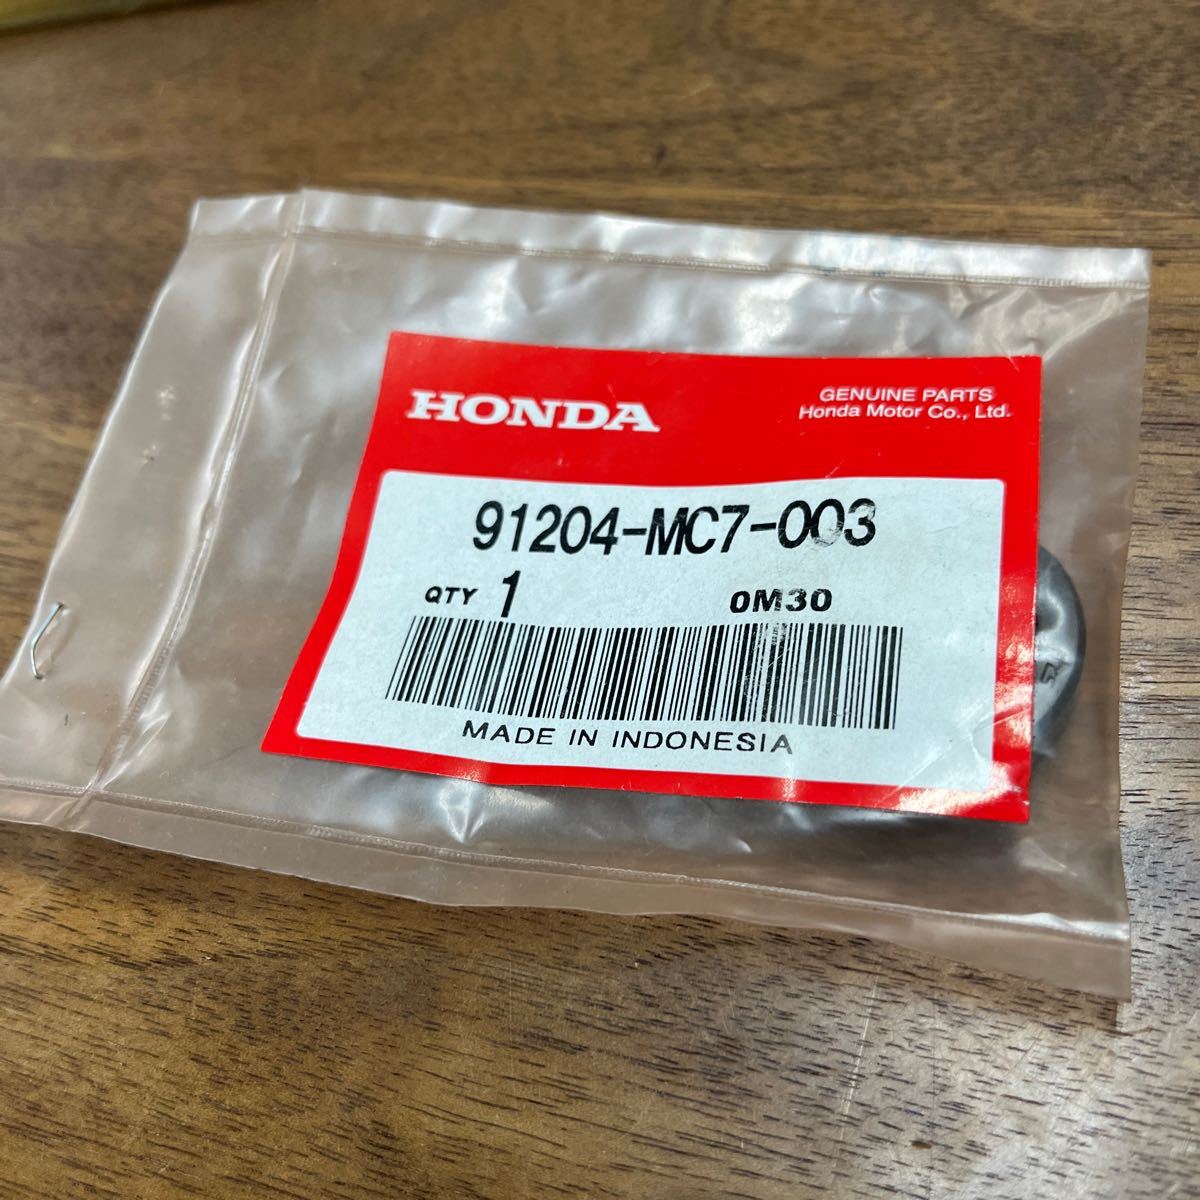 HONDA
GENUINE PARTS
Honda Motor Co., Ltd.
91204-MC7-003
QTY 1 0M30
MADE IN INDONESIA